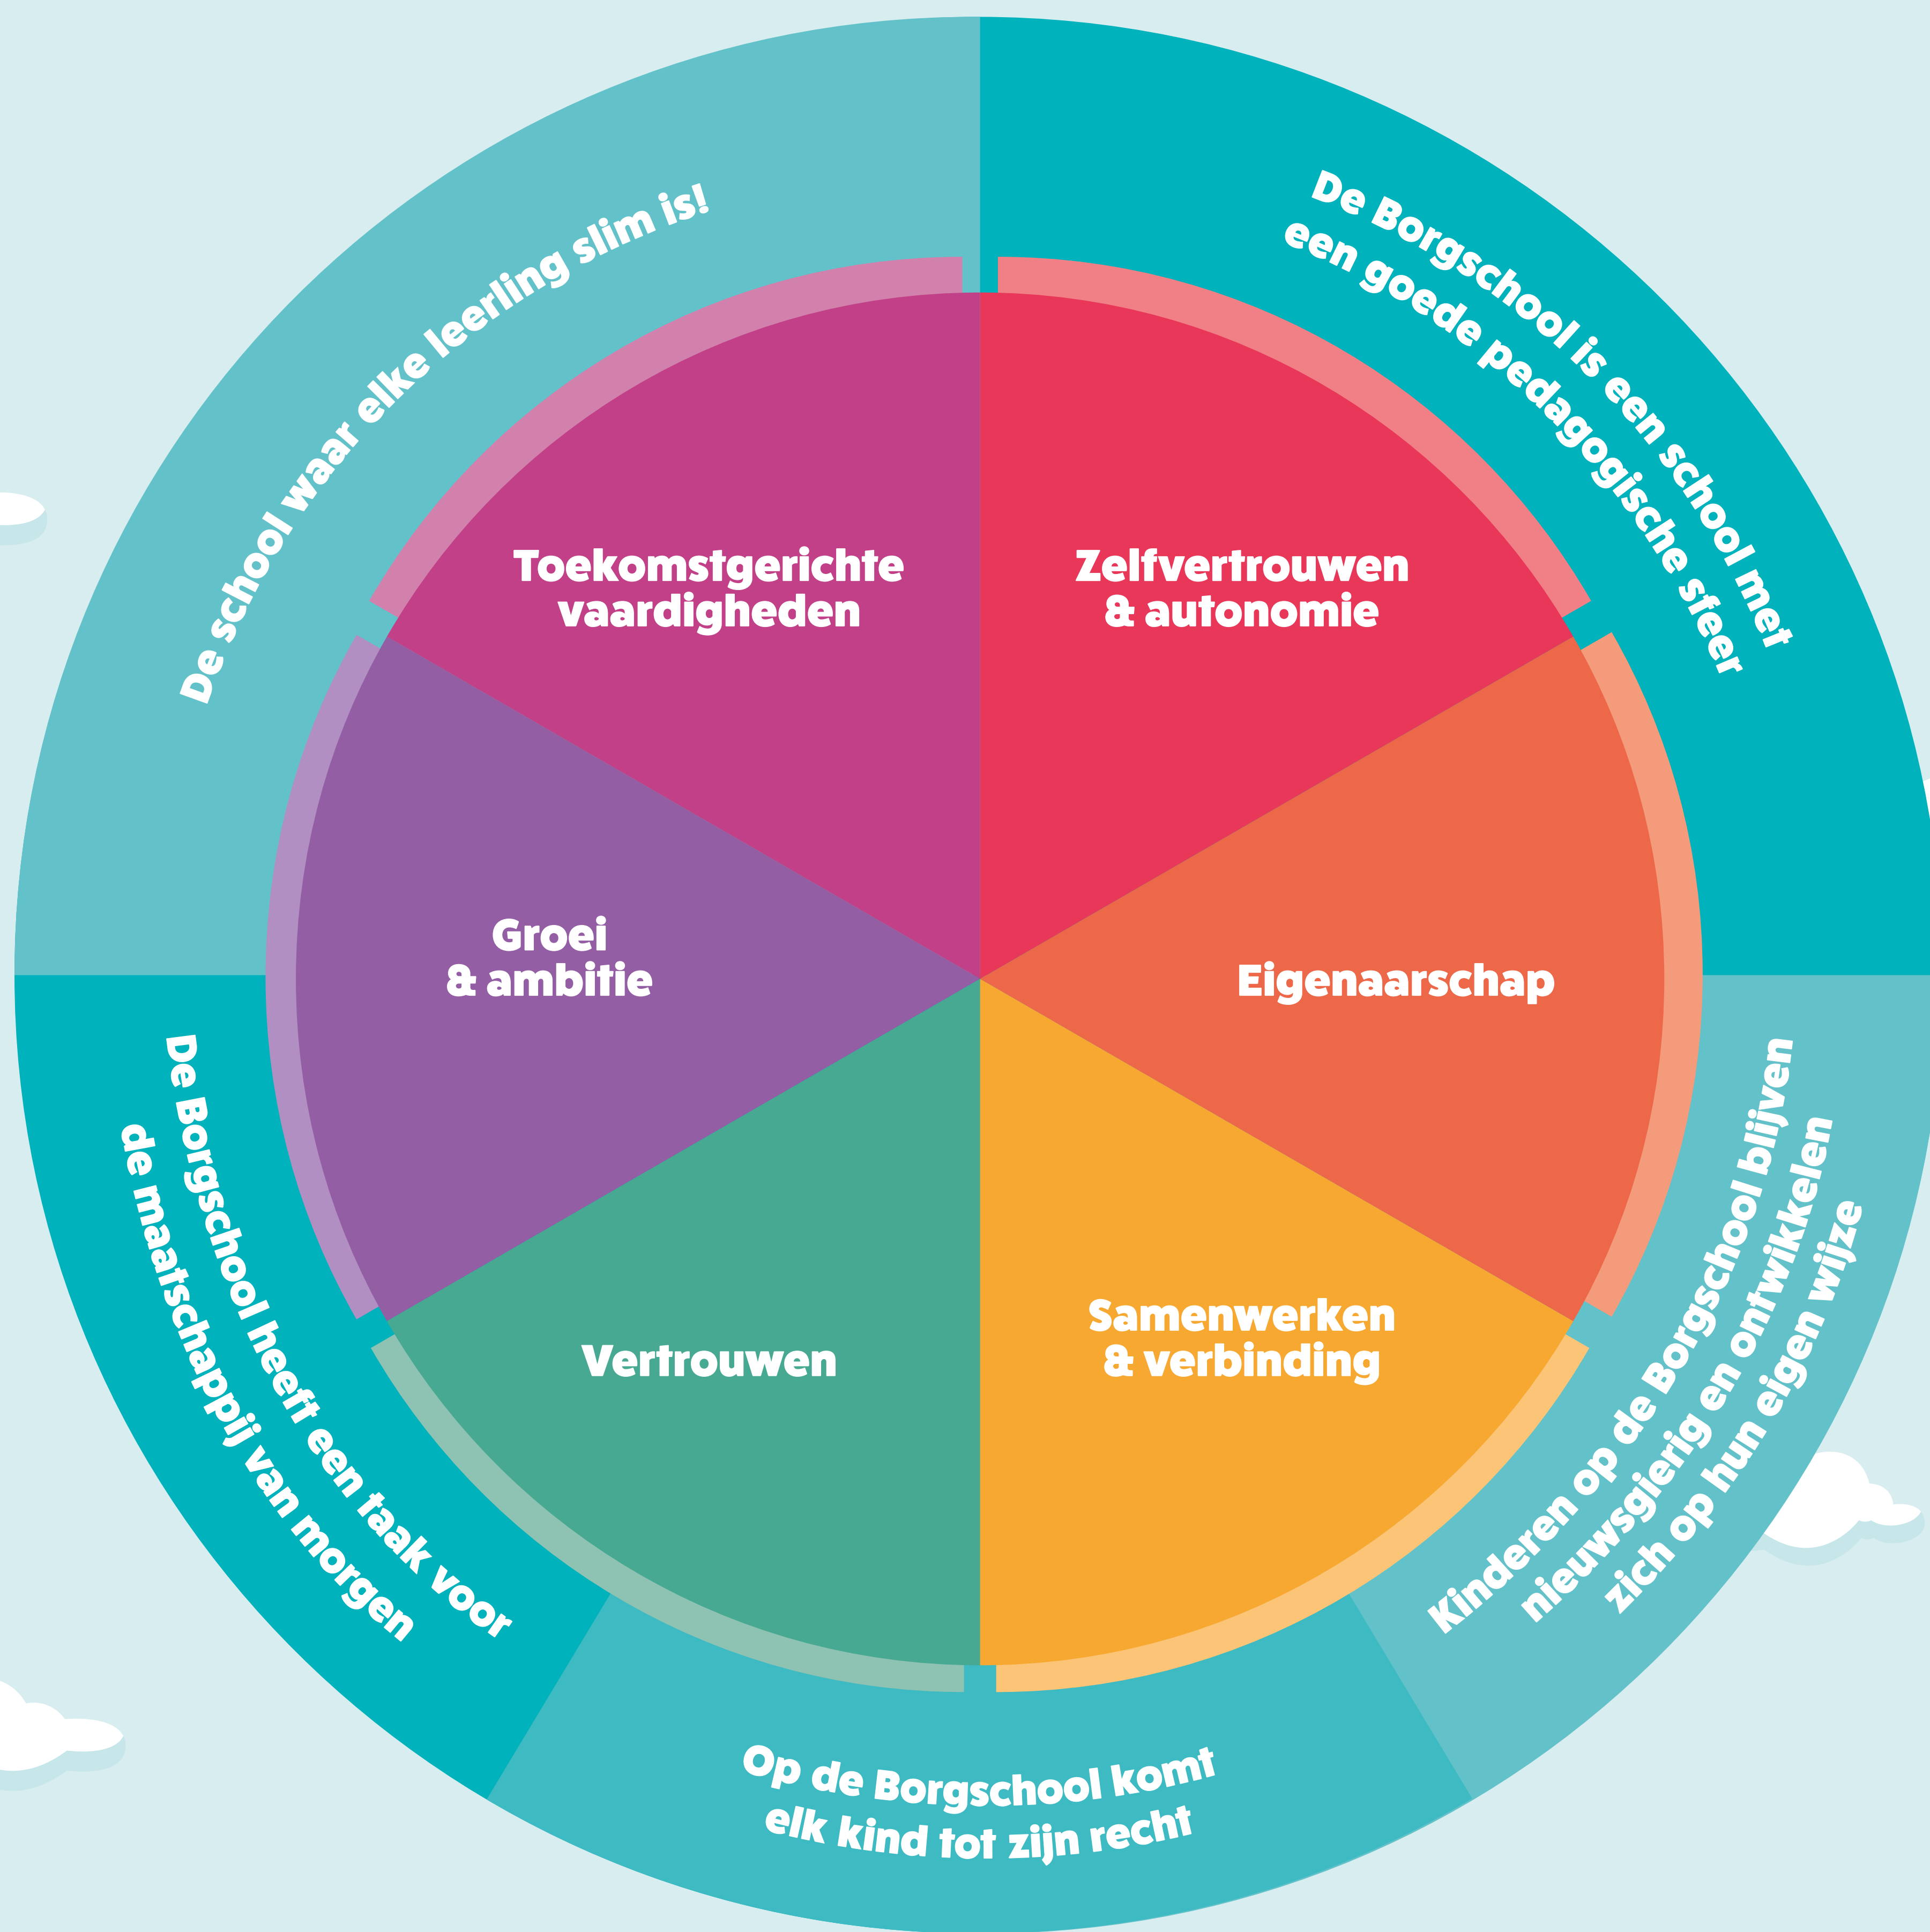 De school waar elke leerling slim is!
De Borgschool is een school met
een goede pedagogische sfeer
Toekomstgerichte
vaardigheden
Zelfvertrouwen
& autonomie
Groei
& ambitie
Eigenaarschap
Vertrouwen
Samenwerken
& verbinding
De Borgschool heeft een taak voor
de maatschappij van morgen
Kinderen op de Borgschool blijven
nieuwsgierig en ontwikkelen
zich op hun eigen wijze
Op de Borgschool komt
elk kind tot zijn recht